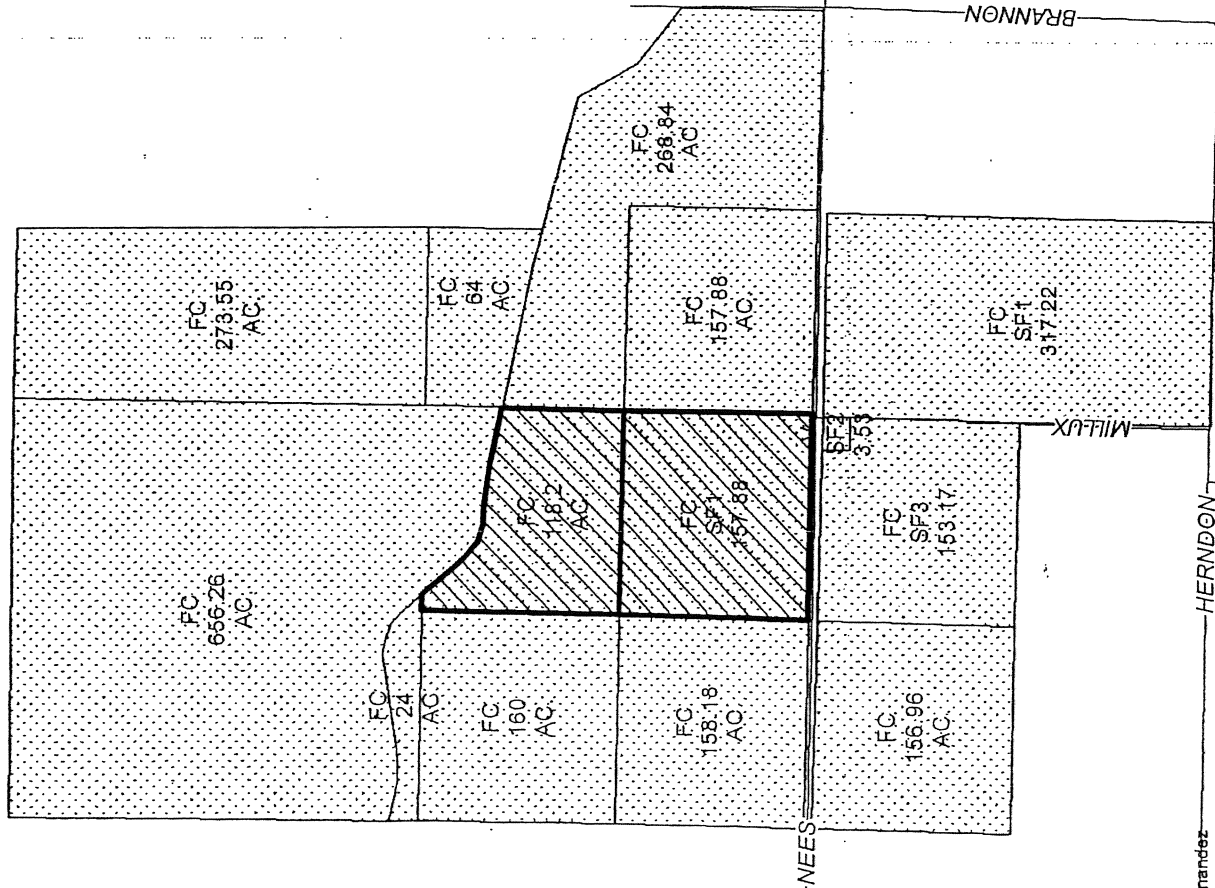 BRANNON
FC
268.84
AC
FC
273.55
AC.
FC
64
AC
FC
157.88
AC.
FC
SF1
317.22
FC
118.2
AC
FC
SF1
157.88
SF2
3.53
MILLUX
FC
SF3
153.17
FC
656.26
AC.
FC
24
AC
FC
160
AC.
FC
158.18
AC.
FC
156.96
AC.
NEES
HERNDON
nandez